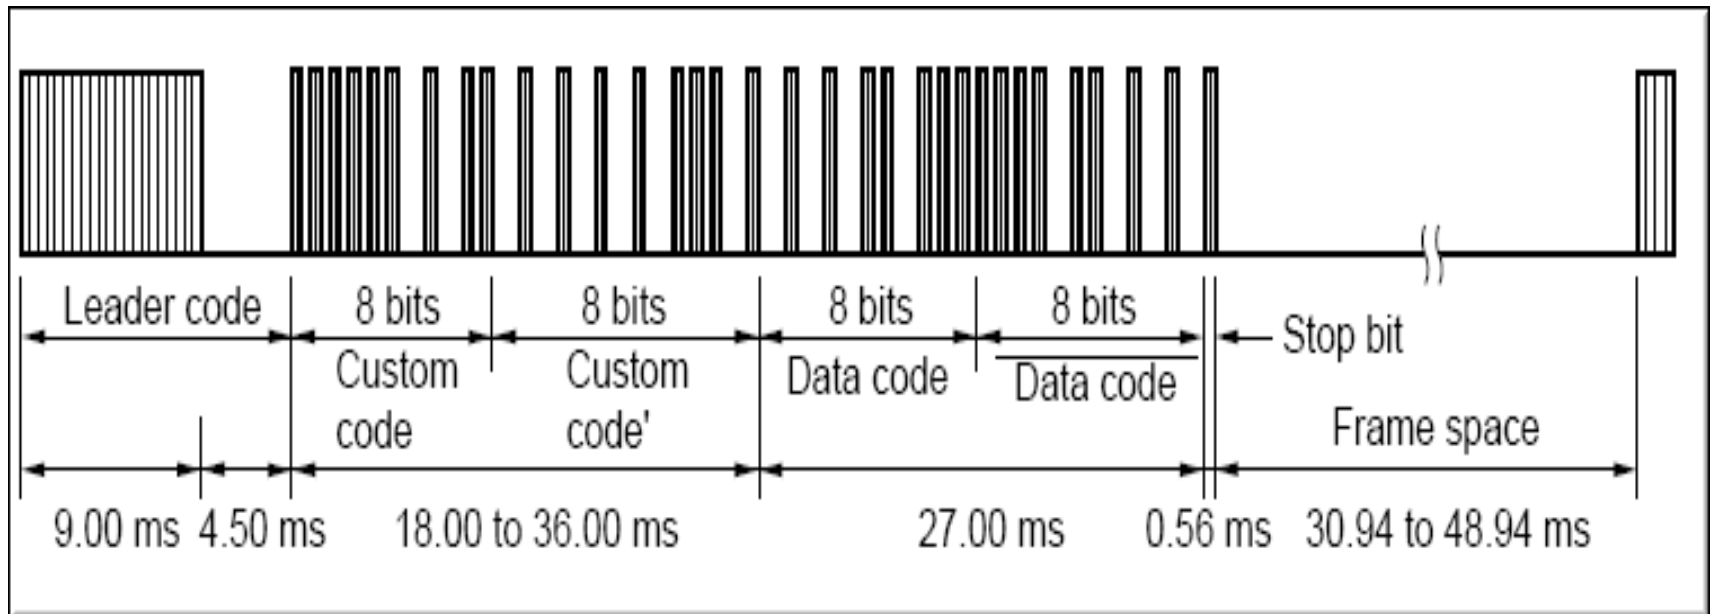 Leader code
8 bits
8 bits
8 bits
8 bits
Stop bit
Custom
code
Custom
code'
Data code
Data code
Frame space
9.00 ms
4.50 ms
18.00 to 36.00 ms
27.00 ms
0.56 ms
30.94 to 48.94 ms